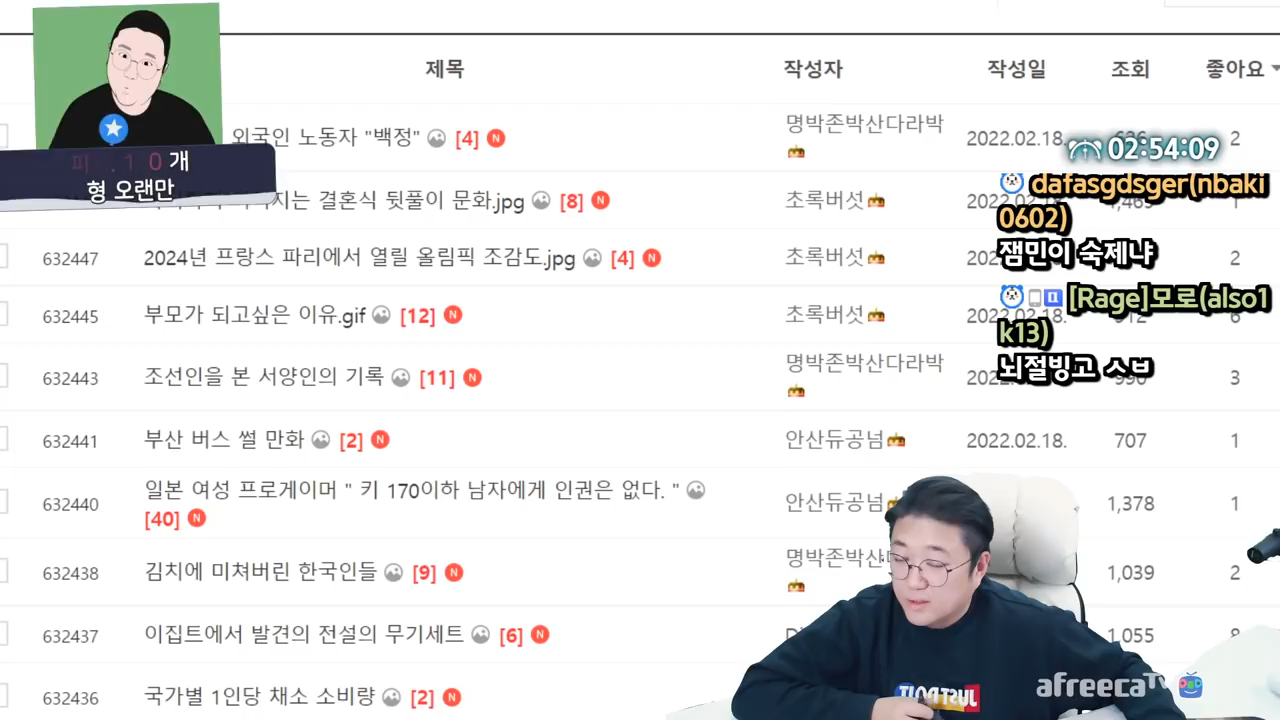 제목 작성자 작성일 조회 좋아요
외국인 노동자 "백정" [4] N 명박존박산다라박 2022.02.18. 2
02:54:09
10개
형 오랜만
지는 결혼식 뒷풀이 문화.jpg [8] N 초록버섯
dafasgdsger(nbaki
0602)
잼민이 숙제냐
632447 2024년 프랑스 파리에서 열릴 올림픽 조감도.jpg [4] N 초록버섯 2
[Rage]모로(also1
k13)
뇌절빙고 ㅅㅂ
632445 부모가 되고싶은 이유.gif [12] N 초록버섯
632443 조선인을 본 서양인의 기록 [11] N 명박존박산다라박 3
632441 부산 버스 썰 만화 [2] N 안산듀공넘 2022.02.18. 707 1
632440 일본 여성 프로게이머 " 키 170이하 남자에게 인권은 없다. "
[40] N 안산듀공넘 1,378 1
632438 김치에 미쳐버린 한국인들 [9] N 명박존박산 1,039 2
632437 이집트에서 발견의 전설의 무기세트 [6] N 1,055
632436 국가별 1인당 채소 소비량 [2] N
afreecaTV